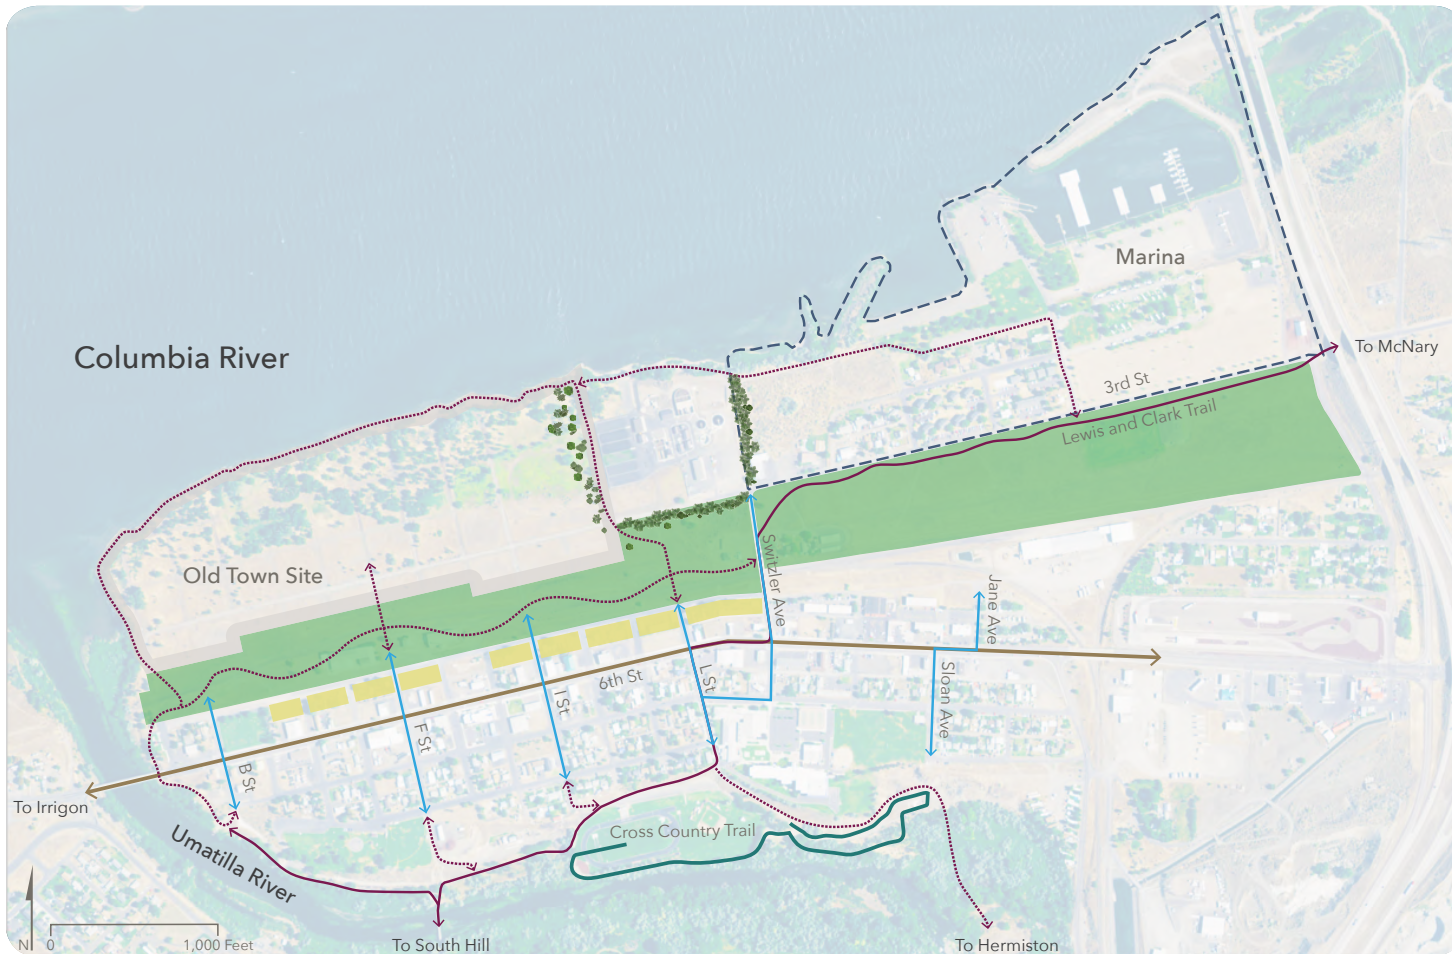 Marina
Columbia River
To McNary
3rd St
Lewis and Clark Trail
Old Town Site
Switzler Ave
Jane Ave
6th St
L St
Sloan Ave
I St
F St
B St
To Irrigon
Cross Country Trail
Umatilla River
N
0
1,000 Feet
To South Hill
To Hermiston